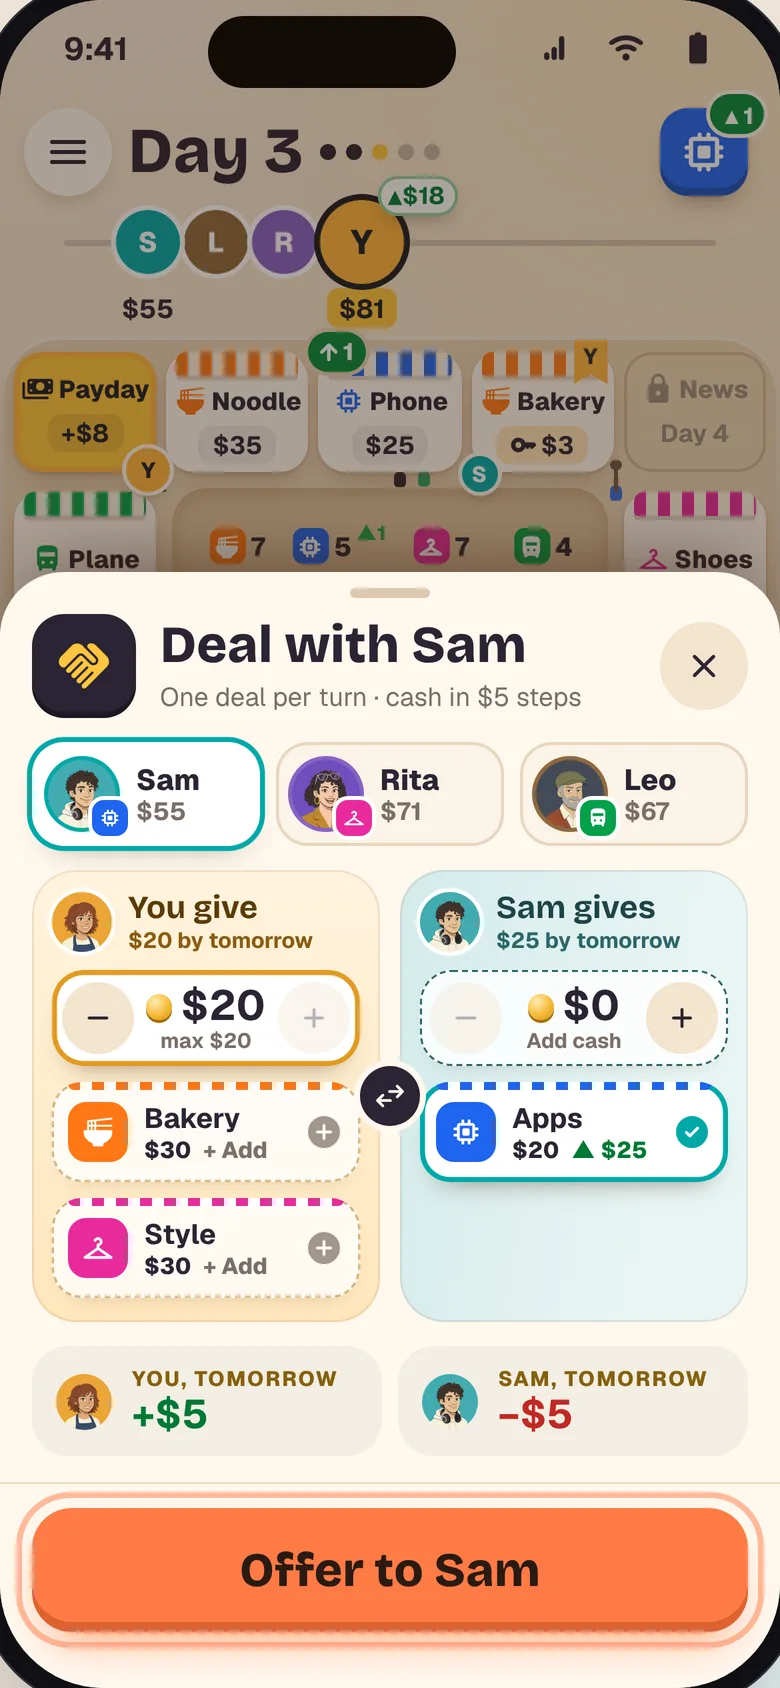 9:41
Day 3
▲1
▲$18
S L R Y
$55 $81
↑1
Y
Payday Noodle Phone Bakery News
+$8 $35 $25 $3 Day 4
Y S
7 5 ▲1 7 4
Plane Shoes
Deal with Sam
One deal per turn · cash in $5 steps
Sam
$55
Rita
$71
Leo
$67
You give
$20 by tomorrow
− $20 +
max $20
Bakery
$30 + Add
Style
$30 + Add
Sam gives
$25 by tomorrow
− $0 +
Add cash
Apps
$20 ▲ $25
YOU, TOMORROW
+$5
SAM, TOMORROW
−$5
Offer to Sam